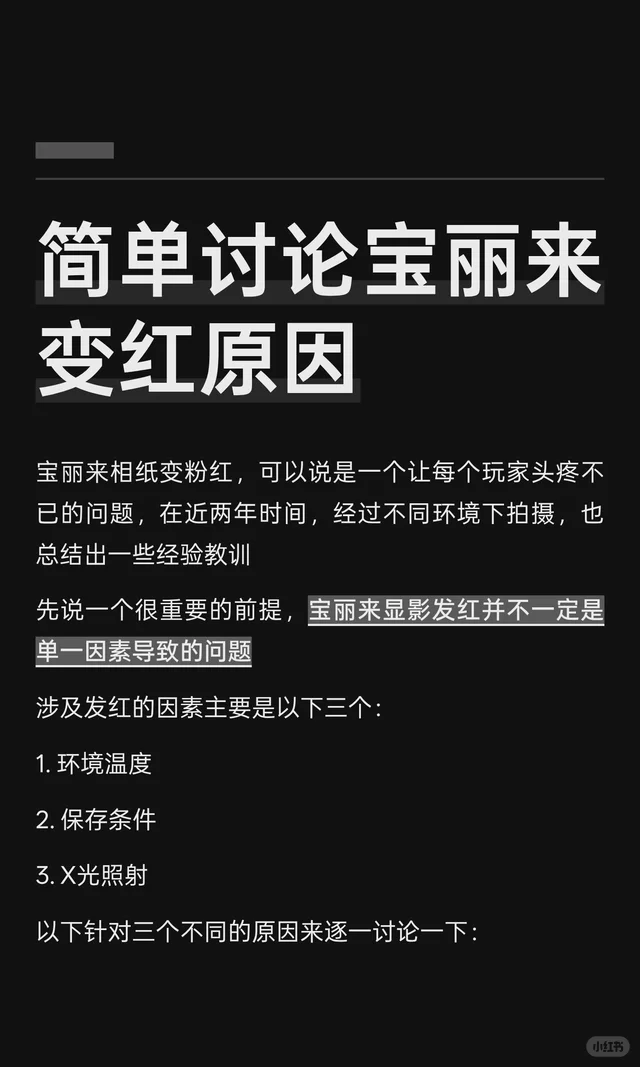 简单讨论宝丽来
变红原因
宝丽来相纸变粉红，可以说是一个让每个玩家头疼不
已的问题，在近两年时间，经过不同环境下拍摄，也
总结出一些经验教训
先说一个很重要的前提，宝丽来显影发红并不一定是
单一因素导致的问题
涉及发红的因素主要是以下三个：
1. 环境温度
2. 保存条件
3. X光照射
以下针对三个不同的原因来逐一讨论一下：
小红书